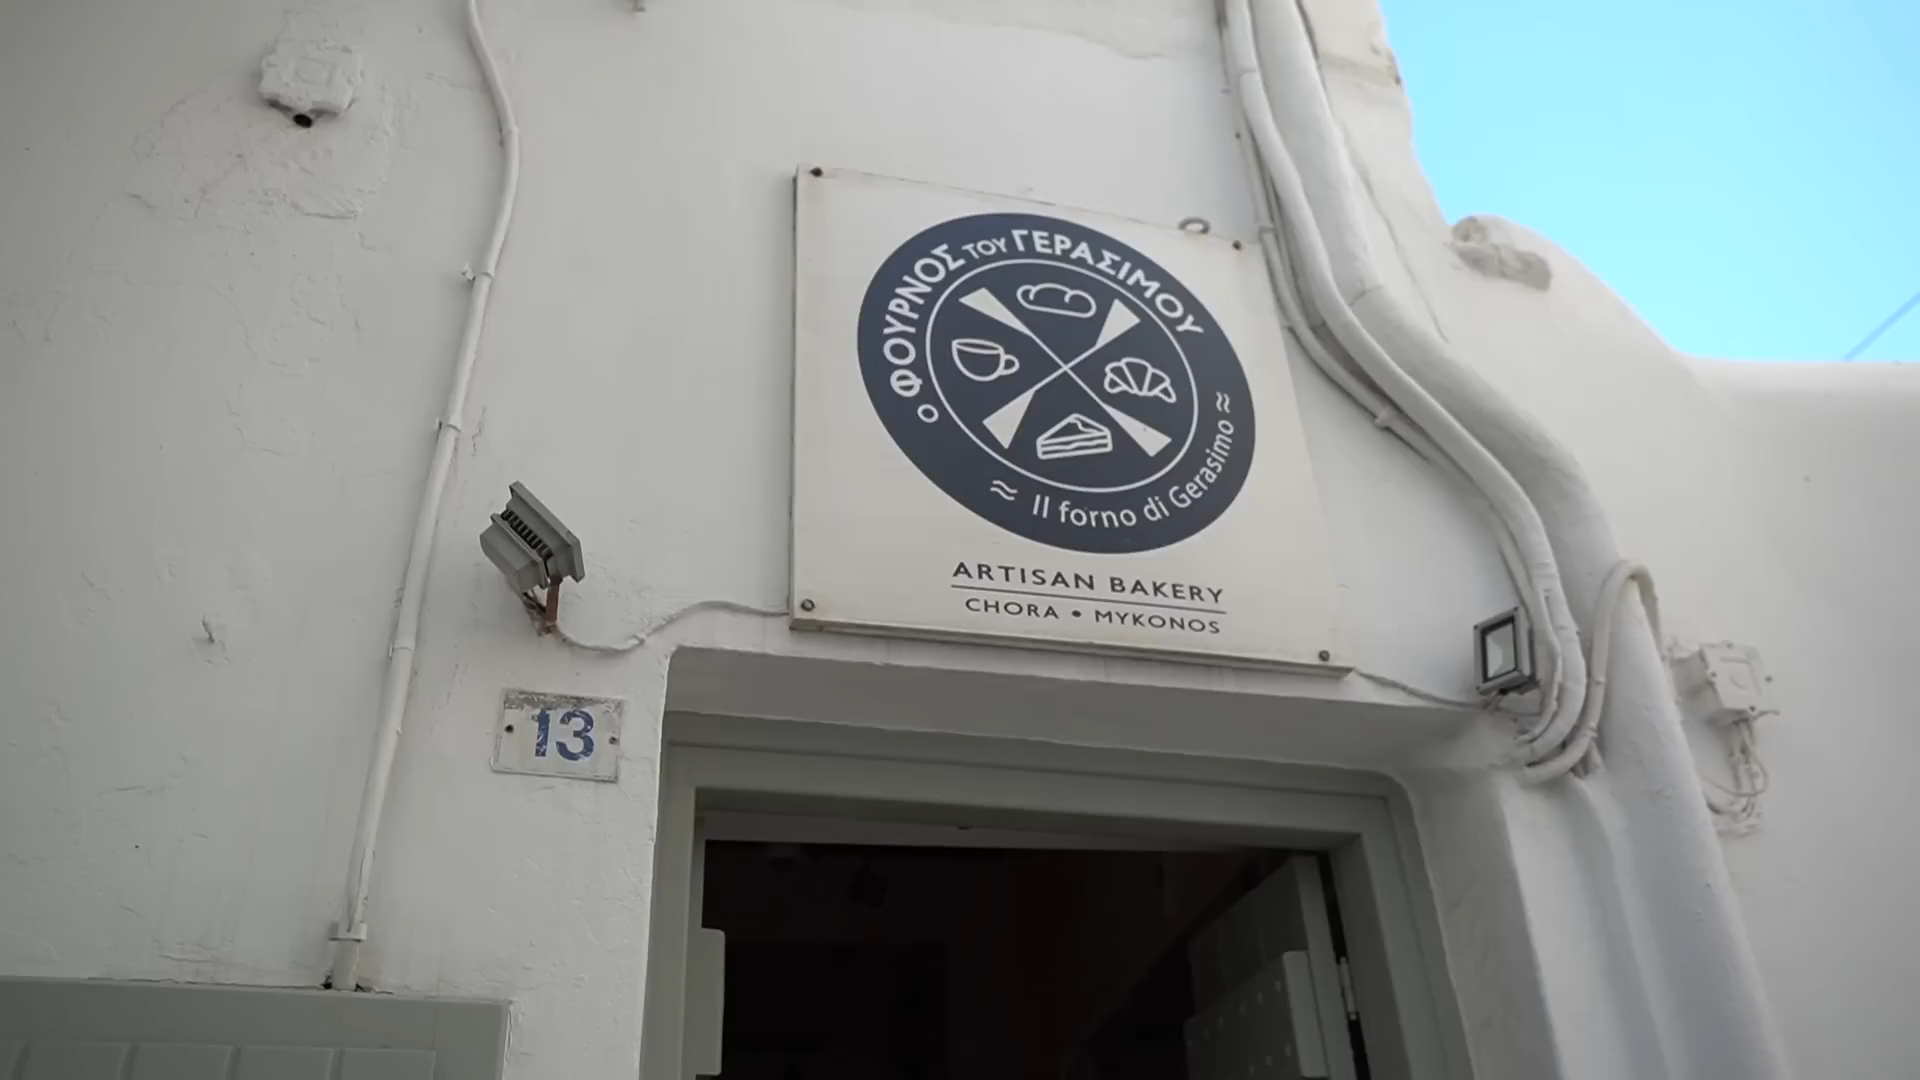 Ο ΦΟΥΡΝΟΣ ΤΟΥ ΓΕΡΑΣΙΜΟΥ
≈ Il forno di Gerasimo ≈
ARTISAN BAKERY
CHORA • MYKONOS
13